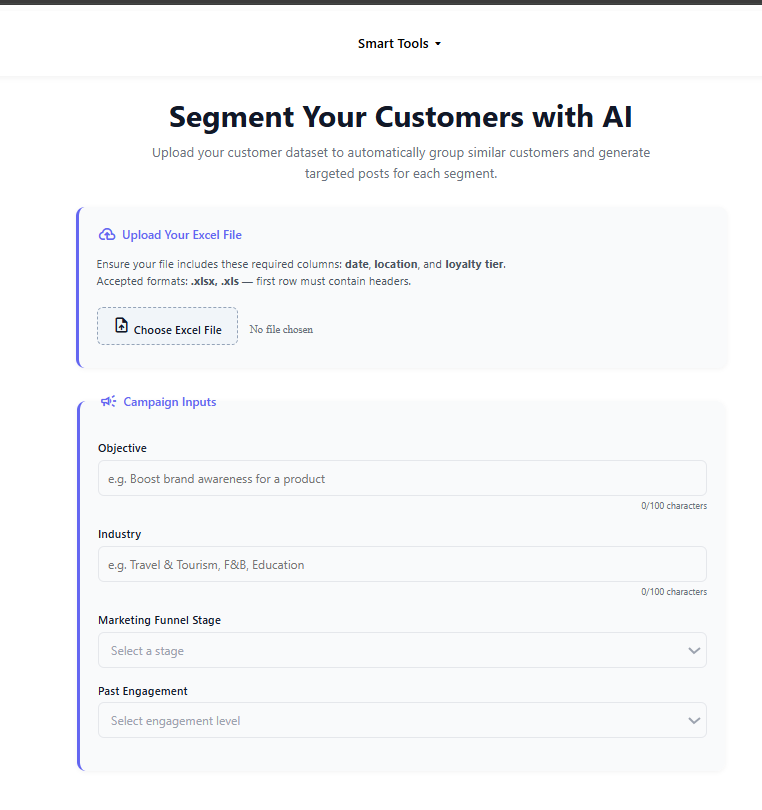 Smart Tools
Segment Your Customers with AI
Upload your customer dataset to automatically group similar customers and generate
targeted posts for each segment.
Upload Your Excel File
Ensure your file includes these required columns: date, location, and loyalty tier.
Accepted formats: .xlsx, .xls — first row must contain headers.
Choose Excel File No file chosen
Campaign Inputs
Objective
e.g. Boost brand awareness for a product
0/100 characters
Industry
e.g. Travel & Tourism, F&B, Education
0/100 characters
Marketing Funnel Stage
Select a stage
Past Engagement
Select engagement level